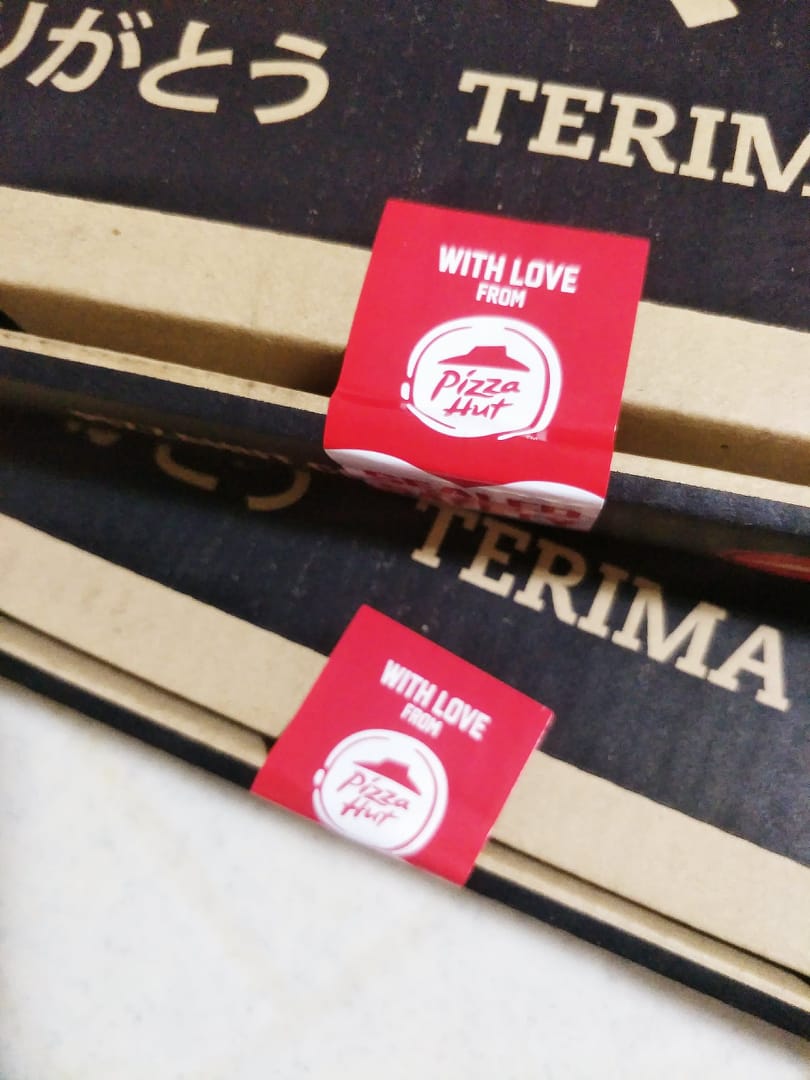 りがとう
TERIM
WITH LOVE
FROM
Pizza
Hut
TERIMA
WITH LOVE
FROM
Pizza
Hut